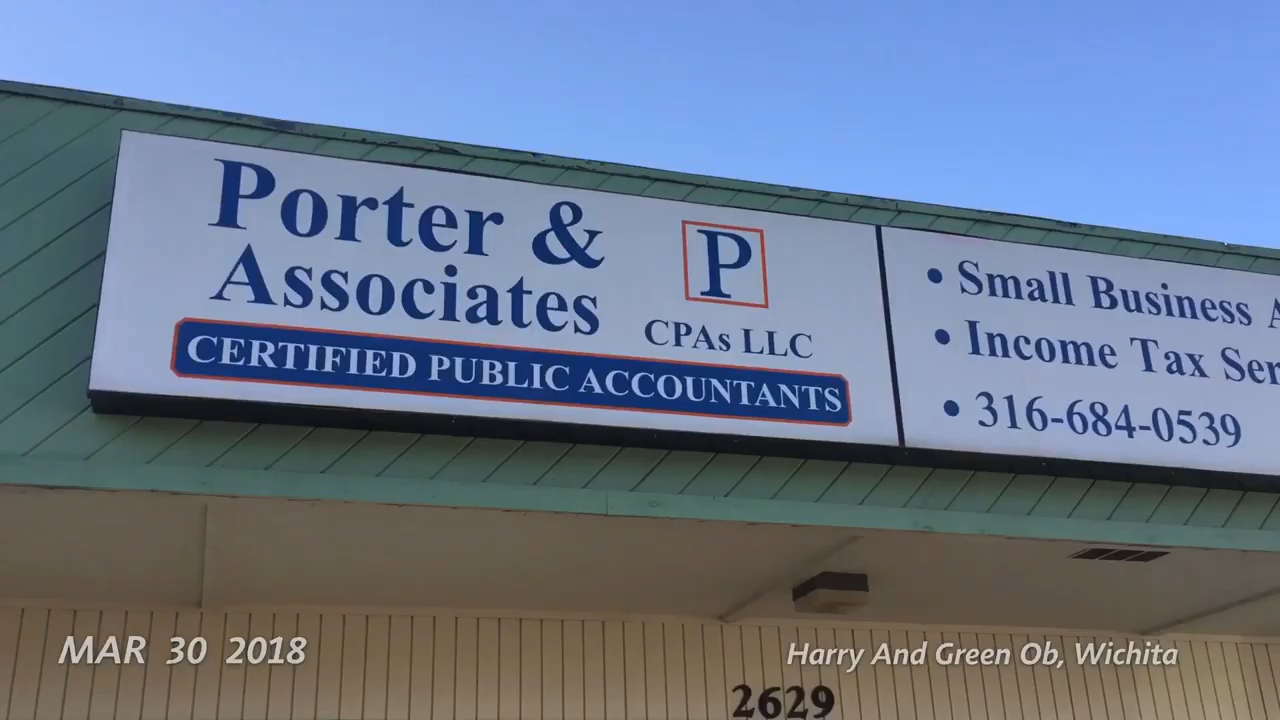 Porter &
Associates
P
CPAs LLC
CERTIFIED PUBLIC ACCOUNTANTS
• Small Business
• Income Tax
• 316-684-0539
MAR 30 2018
Harry And Green Ob, Wichita
2629